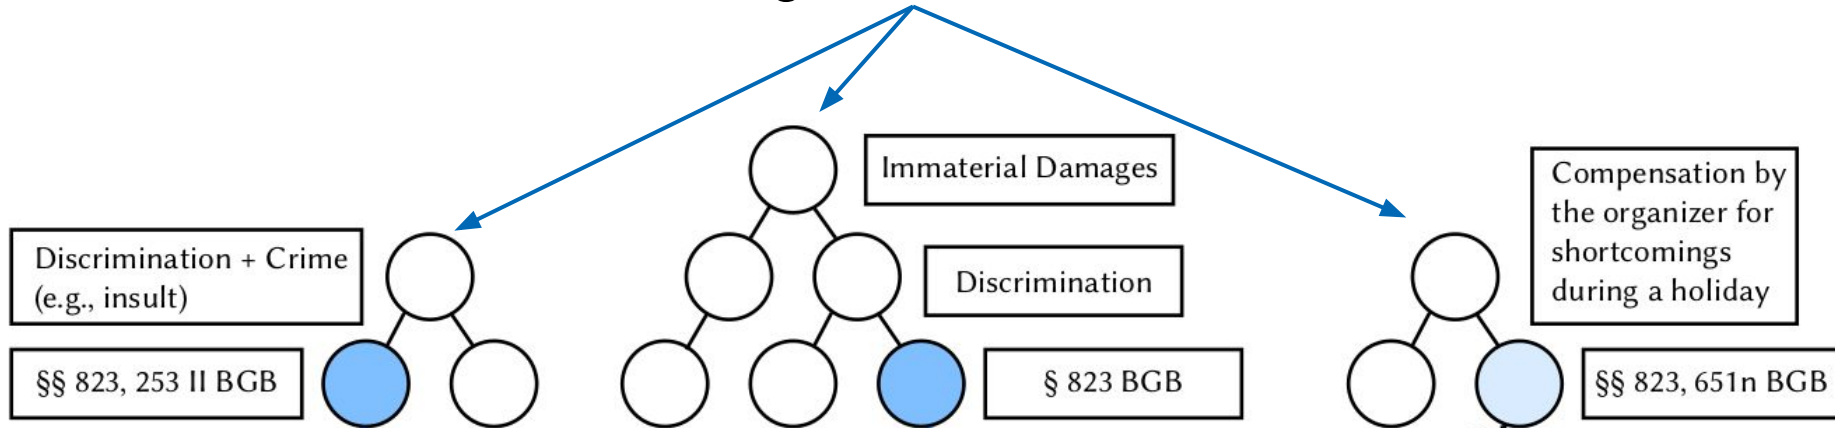 Immaterial Damages
Compensation by
the organizer for
shortcomings
during a holiday
Discrimination + Crime
(e.g., insult)
Discrimination
§§ 823, 253 II BGB
§ 823 BGB
§§ 823, 651n BGB